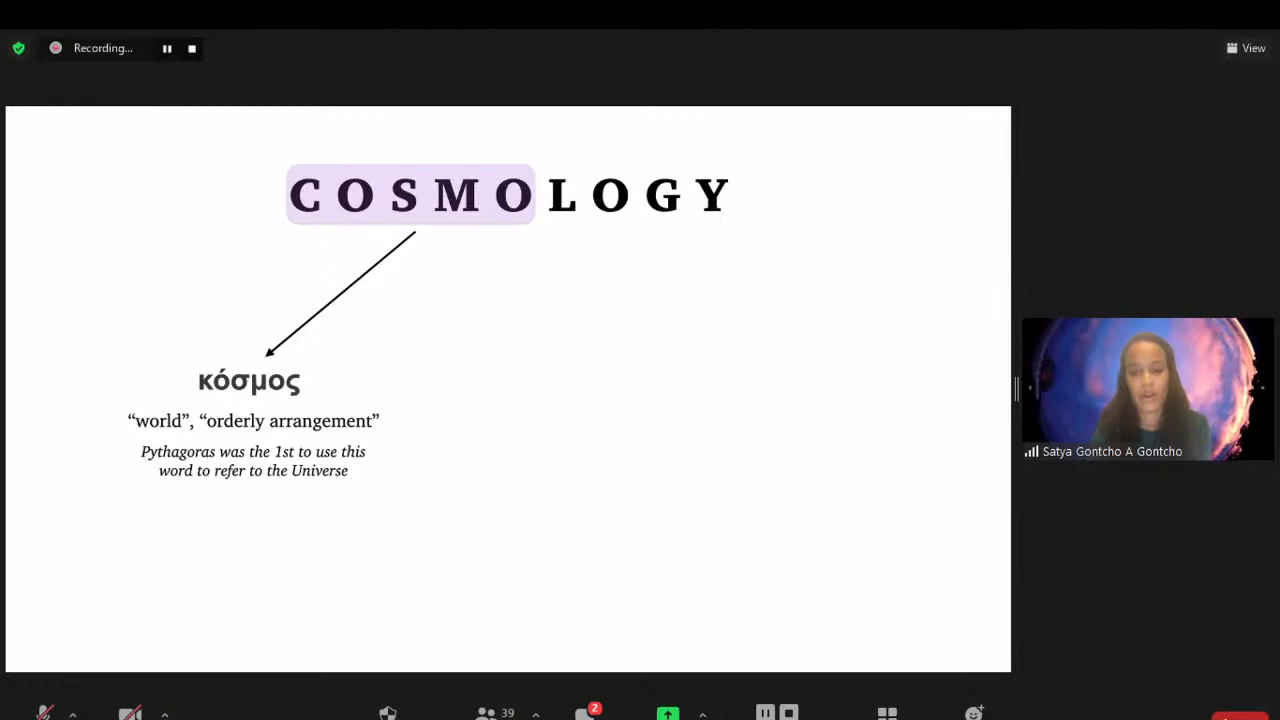 Recording...
View
COSMOLOGY
κόσμος
“world”, “orderly arrangement”
Pythagoras was the 1st to use this
word to refer to the Universe
Satya Gontcho A Gontcho
39
2